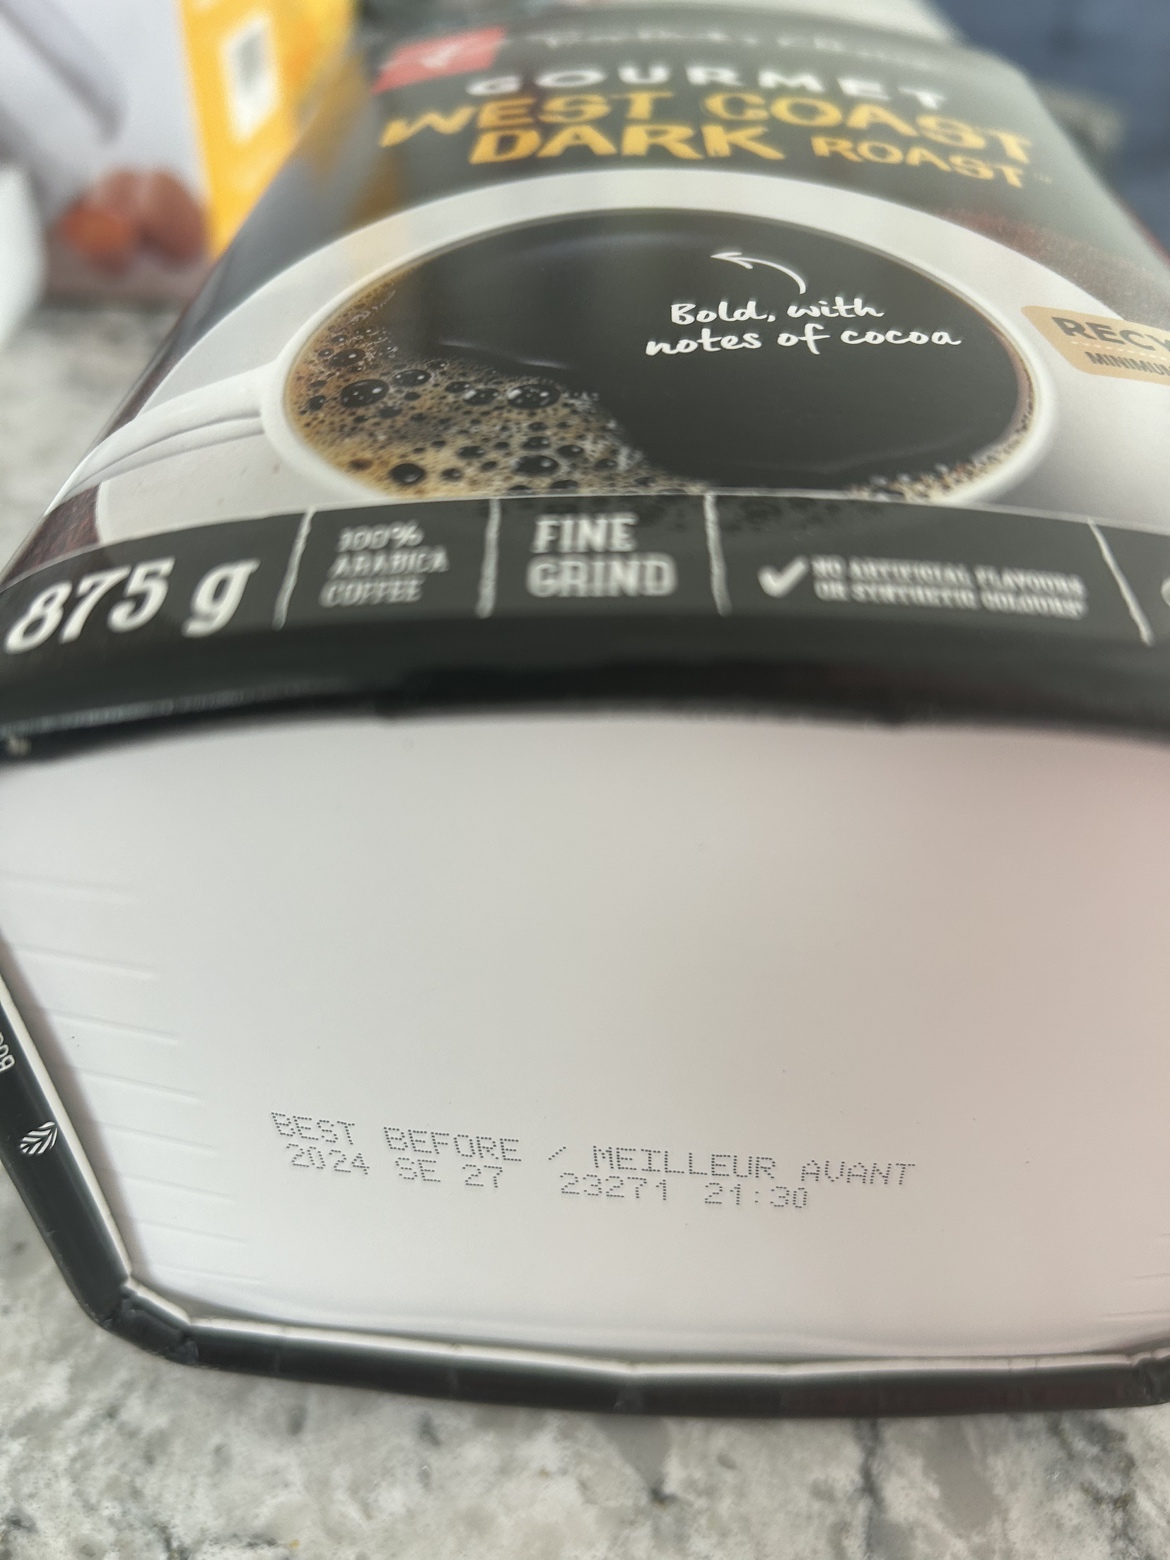 GOURMET
WEST COAST
DARK ROAST
Bold, with
notes of cocoa
875 g
100%
ARABICA
COFFEE
FINE
GRIND
NO ARTIFICIAL FLAVOURS
OR SYNTHETIC COLOURS
BEST BEFORE / MEILLEUR AVANT
2024 SE 27 23271 21:30